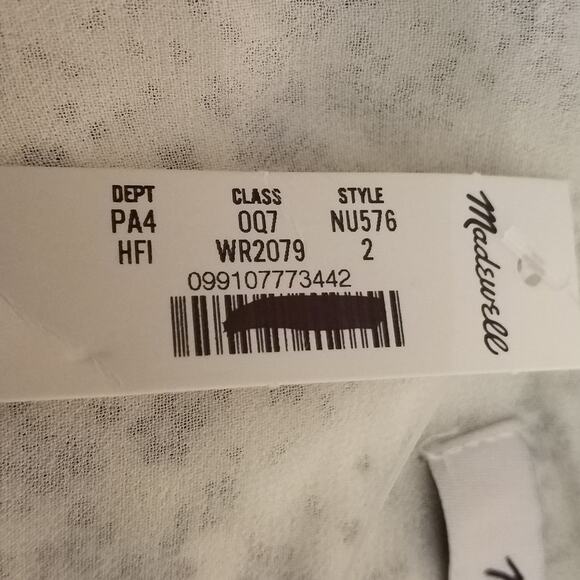 DEPT CLASS STYLE
PA4 0Q7 NU576
HFI WR2079 2
099107773442
Madewell